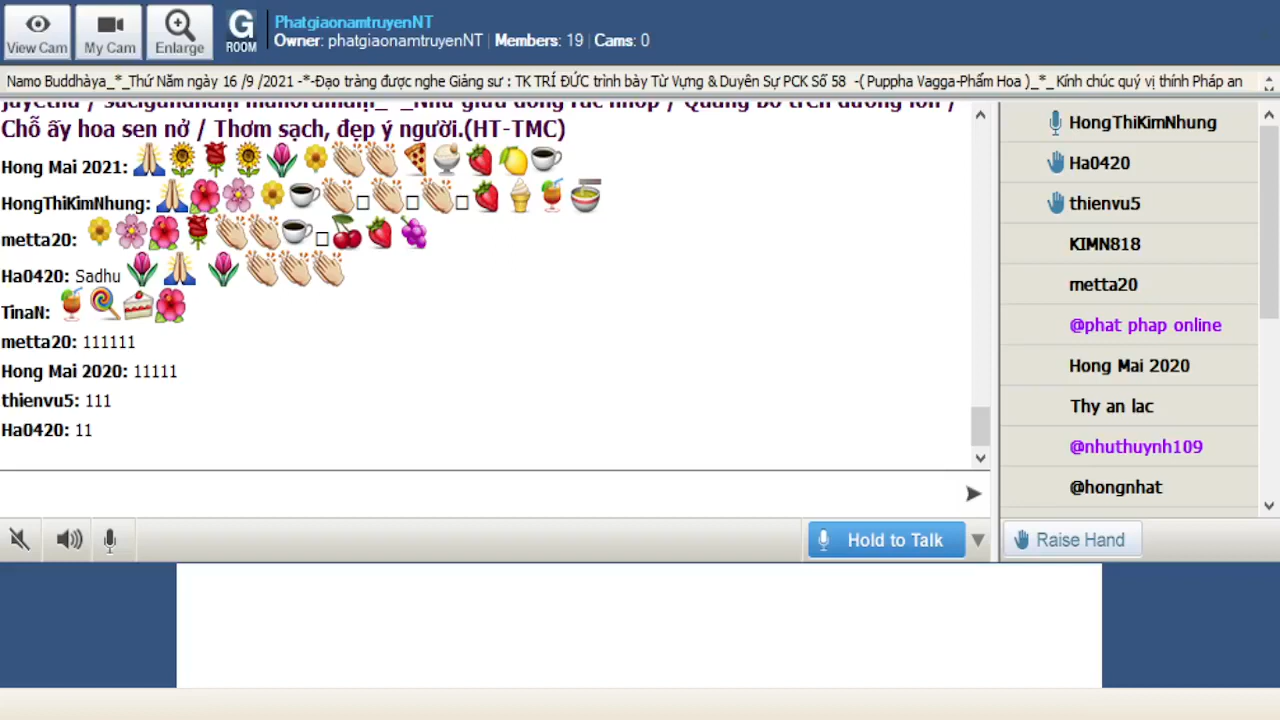 View Cam
My Cam
Enlarge
G
ROOM
PhatgiaonamtruyenNT
Owner: phatgiaonamtruyenNT | Members: 19 | Cams: 0
Namo Buddhàya_*_Thứ Năm ngày 16 /9 /2021 -*-Đạo tràng được nghe Giảng sư : TK TRÍ ĐỨC trình bày Từ Vựng & Duyên Sự PCK Số 58 -( Puppha Vagga-Phẩm Hoa )_*_ Kính chúc quý vị thính Pháp an
Chỗ ấy hoa sen nở / Thơm sạch, đẹp ý người.(HT-TMC)
Hong Mai 2021:
HongThiKimNhung:
metta20:
Ha0420: Sadhu
TinaN:
metta20: 111111
Hong Mai 2020: 11111
thienvu5: 111
Ha0420: 11
HongThiKimNhung
Ha0420
thienvu5
KIMN818
metta20
@phat phap online
Hong Mai 2020
Thy an lac
@nhuthuynh109
@hongnhat
Hold to Talk
Raise Hand